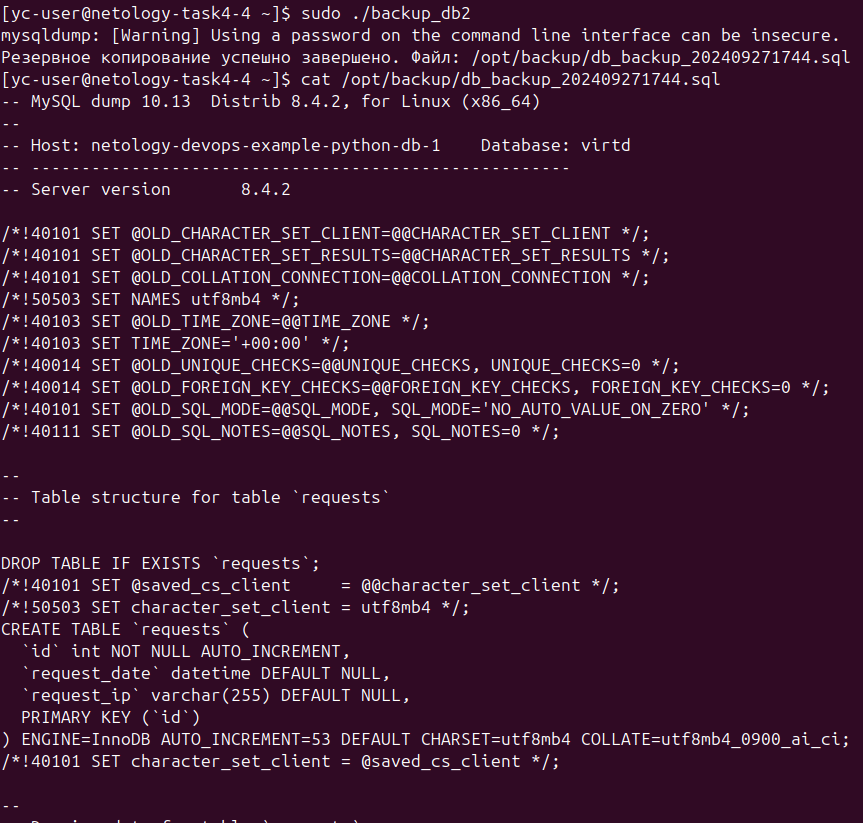 [yc-user@netology-task4-4 ~]$ sudo ./backup_db2
mysqldump: [Warning] Using a password on the command line interface can be insecure.
Резервное копирование успешно завершено. Файл: /opt/backup/db_backup_202409271744.sql
[yc-user@netology-task4-4 ~]$ cat /opt/backup/db_backup_202409271744.sql
-- MySQL dump 10.13  Distrib 8.4.2, for Linux (x86_64)
--
-- Host: netology-devops-example-python-db-1    Database: virtd
-- ------------------------------------------------------
-- Server version       8.4.2

/*!40101 SET @OLD_CHARACTER_SET_CLIENT=@@CHARACTER_SET_CLIENT */;
/*!40101 SET @OLD_CHARACTER_SET_RESULTS=@@CHARACTER_SET_RESULTS */;
/*!40101 SET @OLD_COLLATION_CONNECTION=@@COLLATION_CONNECTION */;
/*!50503 SET NAMES utf8mb4 */;
/*!40103 SET @OLD_TIME_ZONE=@@TIME_ZONE */;
/*!40103 SET TIME_ZONE='+00:00' */;
/*!40014 SET @OLD_UNIQUE_CHECKS=@@UNIQUE_CHECKS, UNIQUE_CHECKS=0 */;
/*!40014 SET @OLD_FOREIGN_KEY_CHECKS=@@FOREIGN_KEY_CHECKS, FOREIGN_KEY_CHECKS=0 */;
/*!40101 SET @OLD_SQL_MODE=@@SQL_MODE, SQL_MODE='NO_AUTO_VALUE_ON_ZERO' */;
/*!40111 SET @OLD_SQL_NOTES=@@SQL_NOTES, SQL_NOTES=0 */;

--
-- Table structure for table `requests`
--

DROP TABLE IF EXISTS `requests`;
/*!40101 SET @saved_cs_client     = @@character_set_client */;
/*!50503 SET character_set_client = utf8mb4 */;
CREATE TABLE `requests` (
  `id` int NOT NULL AUTO_INCREMENT,
  `request_date` datetime DEFAULT NULL,
  `request_ip` varchar(255) DEFAULT NULL,
  PRIMARY KEY (`id`)
) ENGINE=InnoDB AUTO_INCREMENT=53 DEFAULT CHARSET=utf8mb4 COLLATE=utf8mb4_0900_ai_ci;
/*!40101 SET character_set_client = @saved_cs_client */;

--